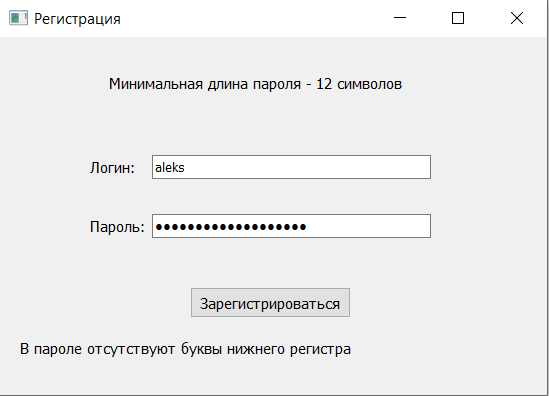 Регистрация
Минимальная длина пароля - 12 символов
Логин: aleks
Пароль: •••••••••••••••••••
Зарегистрироваться
В пароле отсутствуют буквы нижнего регистра